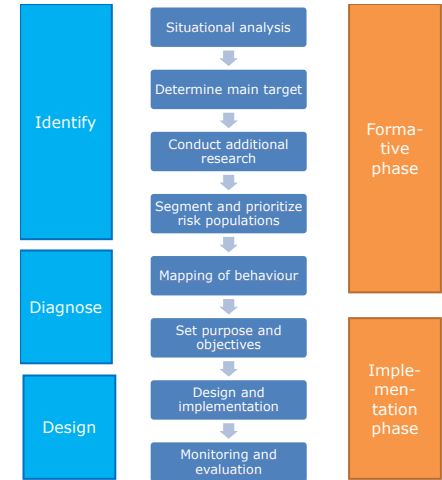 Identify
Diagnose
Design
Situational analysis
Determine main target
Conduct additional
research
Segment and prioritize
risk populations
Mapping of behaviour
Set purpose and
objectives
Design and
implementation
Monitoring and
evaluation
Forma-
tive
phase
Imple-
men-
tation
phase